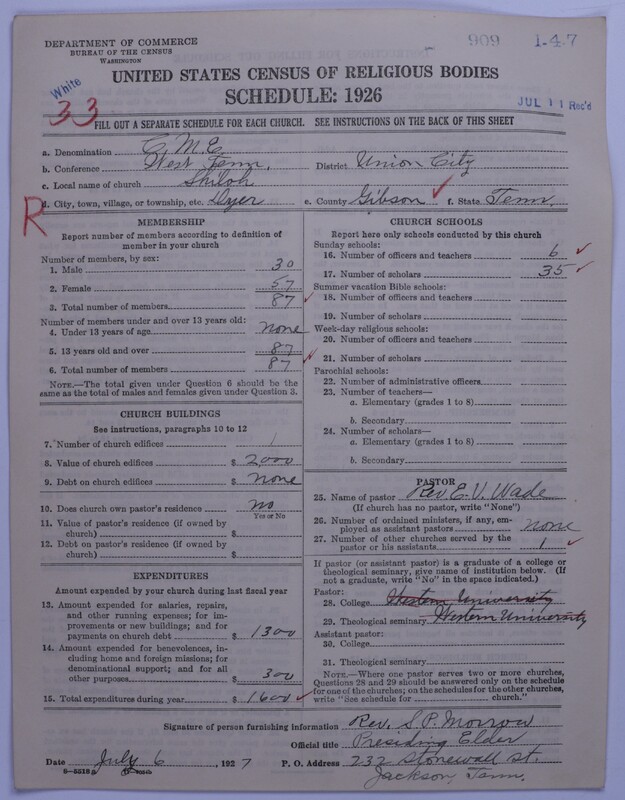 DEPARTMENT OF COMMERCE
BUREAU OF THE CENSUS
WASHINGTON
909
1-4-7
UNITED STATES CENSUS OF RELIGIOUS BODIES
SCHEDULE: 1926
White
33
JUL 11 Rec'd
FILL OUT A SEPARATE SCHEDULE FOR EACH CHURCH. SEE INSTRUCTIONS ON THE BACK OF THIS SHEET
a. Denomination C.M.E.
b. Conference West Tenn. District Union City
c. Local name of church Shiloh
R
d. City, town, village, or township, etc. Dyer e. County Gibson f. State Tenn.
MEMBERSHIP
Report number of members according to definition of
member in your church
Number of members, by sex:
1. Male 30
2. Female 57
3. Total number of members 87
Number of members under and over 13 years old:
4. Under 13 years of age none
5. 13 years old and over 87
6. Total number of members 87
NOTE.—The total given under Question 6 should be the
same as the total of males and females given under Question 3.
CHURCH BUILDINGS
See instructions, paragraphs 10 to 12
7. Number of church edifices 1
8. Value of church edifices $ 2000
9. Debt on church edifices $ none
10. Does church own pastor's residence no
Yes or No
11. Value of pastor's residence (if owned by
church) $
12. Debt on pastor's residence (if owned by
church) $
EXPENDITURES
Amount expended by your church during last fiscal year
13. Amount expended for salaries, repairs,
and other running expenses; for im-
provements or new buildings; and for
payments on church debt $ 1300
14. Amount expended for benevolences, in-
cluding home and foreign missions; for
denominational support; and for all
other purposes $ 300
15. Total expenditures during year $ 1600
CHURCH SCHOOLS
Report here only schools conducted by this church
Sunday schools:
16. Number of officers and teachers 6
17. Number of scholars 35
Summer vacation Bible schools:
18. Number of officers and teachers
19. Number of scholars
Week-day religious schools:
20. Number of officers and teachers
21. Number of scholars
Parochial schools:
22. Number of administrative officers
23. Number of teachers—
a. Elementary (grades 1 to 8)
b. Secondary
24. Number of scholars—
a. Elementary (grades 1 to 8)
b. Secondary
PASTOR
25. Name of pastor Rev. E. V. Wade
(If church has no pastor, write "None")
26. Number of ordained ministers, if any, em-
ployed as assistant pastors none
27. Number of other churches served by the
pastor or his assistants 1
If pastor (or assistant pastor) is a graduate of a college or
theological seminary, give name of institution below. (If
not a graduate, write "No" in the space indicated.)
Pastor:
28. College Western University
29. Theological seminary Western University
Assistant pastor:
30. College
31. Theological seminary
NOTE.—Where one pastor serves two or more churches,
Questions 28 and 29 should be answered only on the schedule
for one of the churches; on the schedules for the other churches,
write "See schedule for church."
Signature of person furnishing information Rev. S. P. Morrow
Official title Presiding Elder
Date July 6, 1927 P. O. Address 232 Stonewall st.
Jackson, Tenn.